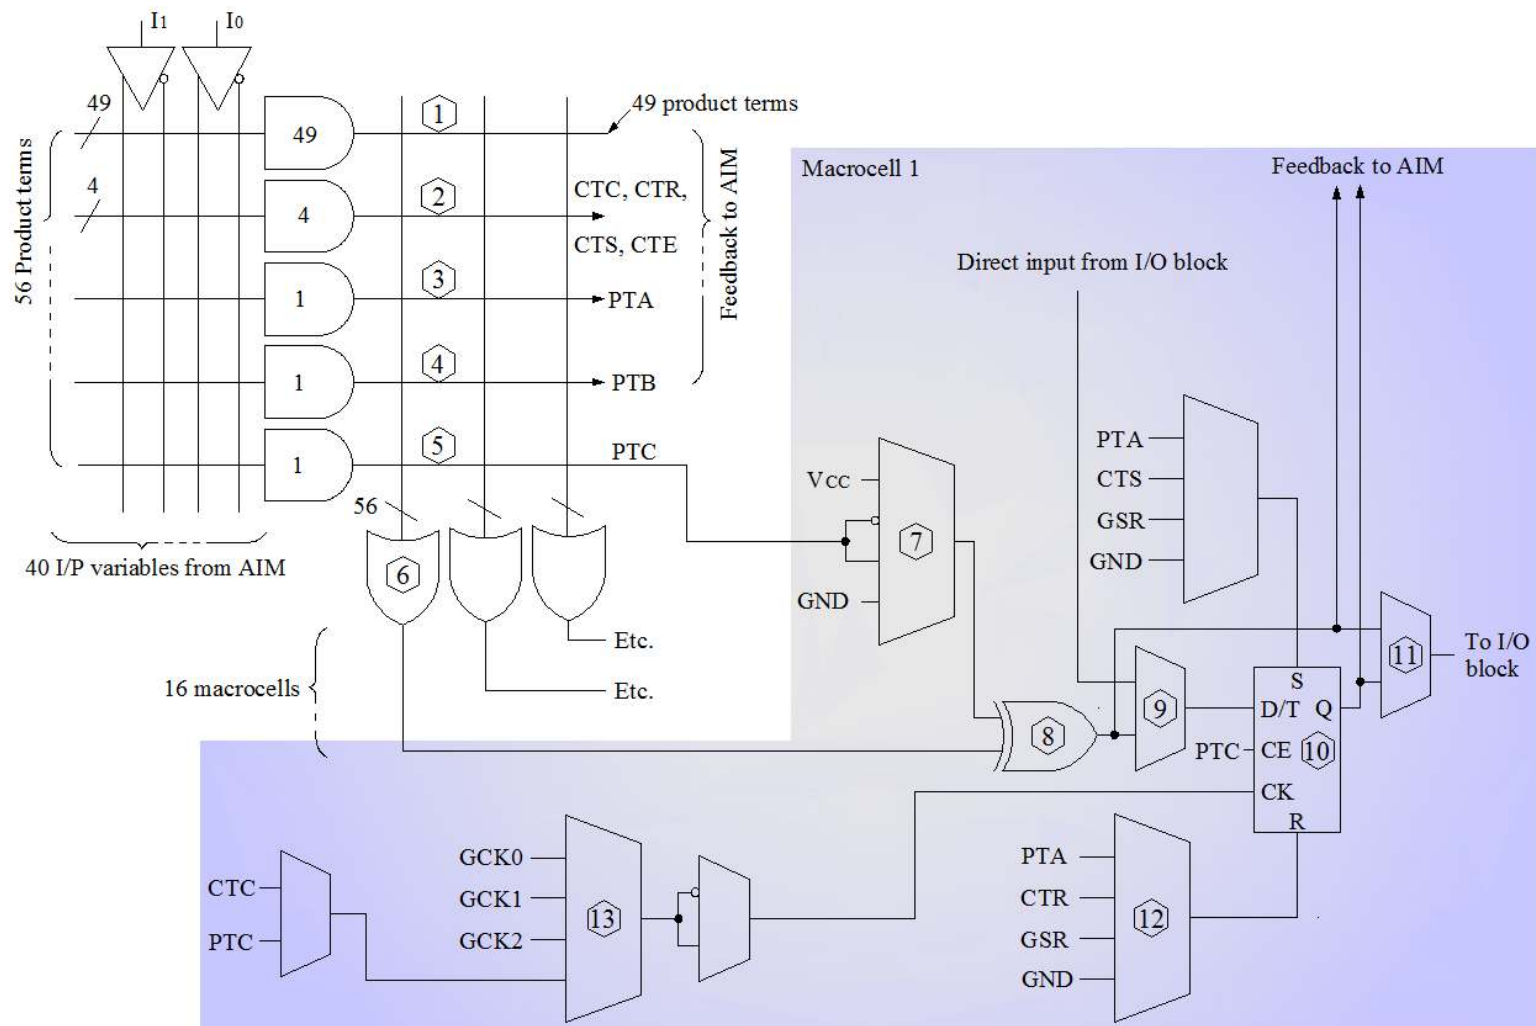 I1
I0
49
49
1
49 product terms
4
4
2
CTC, CTR,
CTS, CTE
1
3
PTA
1
4
PTB
1
5
PTC
56 Product terms
Feedback to AIM
40 I/P variables from AIM
56
6
Etc.
Etc.
16 macrocells
Macrocell 1
Feedback to AIM
Direct input from I/O block
VCC
GND
7
PTA
CTS
GSR
GND
8
9
S
D/T Q
PTC
CE
10
CK
R
11
To I/O
block
CTC
PTC
GCK0
GCK1
GCK2
13
PTA
CTR
GSR
GND
12